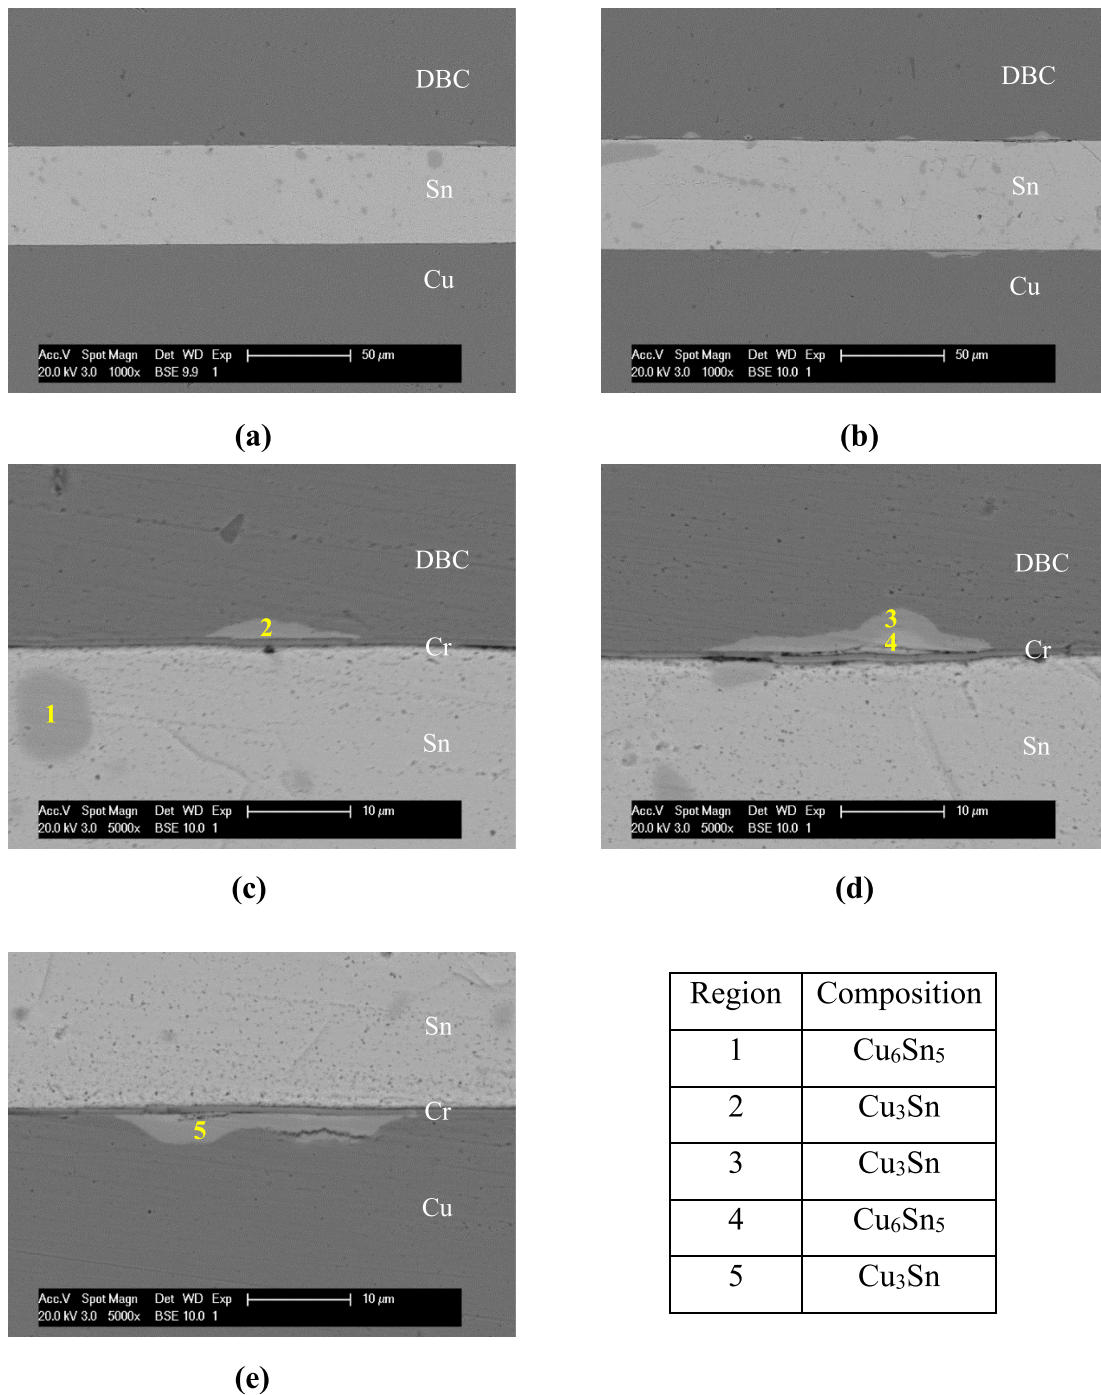 DBC
Sn
Cu
Acc.V Spot Magn Det WD Exp 50 µm
20.0 kV 3.0 1000x BSE 9.9 1
(a)
DBC
Sn
Cu
Acc.V Spot Magn Det WD Exp 50 µm
20.0 kV 3.0 1000x BSE 10.0 1
(b)
DBC
2
Cr
1
Sn
Acc.V Spot Magn Det WD Exp 10 µm
20.0 kV 3.0 5000x BSE 10.0 1
(c)
DBC
3
4
Cr
Sn
Acc.V Spot Magn Det WD Exp 10 µm
20.0 kV 3.0 5000x BSE 10.0 1
(d)
Sn
Cr
5
Cu
Acc.V Spot Magn Det WD Exp 10 µm
20.0 kV 3.0 5000x BSE 10.0 1
(e)
Region Composition
1 Cu₆Sn₅
2 Cu₃Sn
3 Cu₃Sn
4 Cu₆Sn₅
5 Cu₃Sn